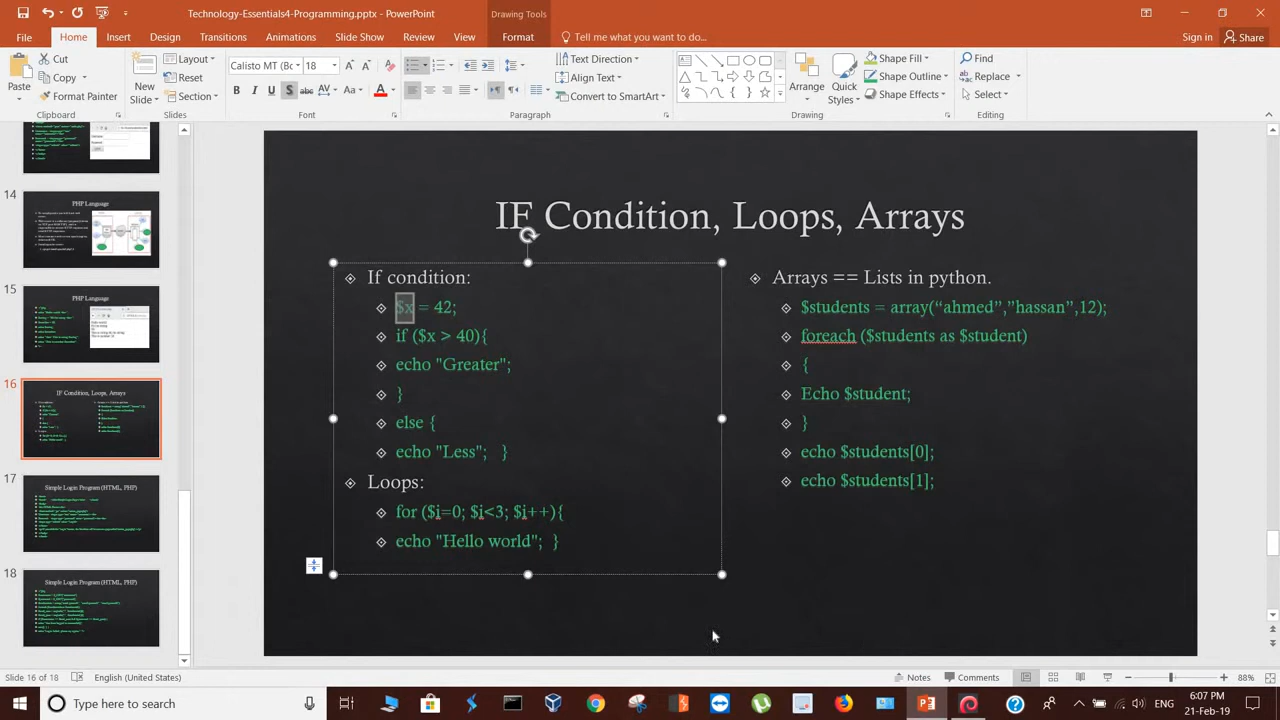 Technology-Essentials4-Programming.pptx - PowerPoint
Drawing Tools
File Home Insert Design Transitions Animations Slide Show Review View Format Tell me what you want to do...
Sign in Share
Cut
Copy
Format Painter
Paste
Clipboard
New Slide
Layout
Reset
Section
Slides
Calisto MT (Bc 18
Font
Text Direction
Align Text
Convert to SmartArt
Paragraph
Arrange
Quick Styles
Shape Fill
Shape Outline
Shape Effects
Drawing
Find
Replace
Select
Editing
14
PHP Language
15
16
IF Condition, Loops, Arrays
17
Simple Login Program (HTML, PHP)
18
Simple Login Program (HTML, PHP)
IF Condition, Loops, Arrays
If condition:
$x = 42;
if ($x > 40){
echo "Greater";
}
else {
echo "Less"; }
Loops:
for ($i=0; $i<3; $i++){
echo "Hello world"; }
Arrays == Lists in python.
$students = array(“ahmed”,”hassan”,12);
foreach ($students as $student)
{
Echo $student;
}
echo $students[0];
echo $students[1];
Slide 16 of 18 English (United States)
Notes Comments 88%
Type here to search
6:07 PM
21-Feb-19